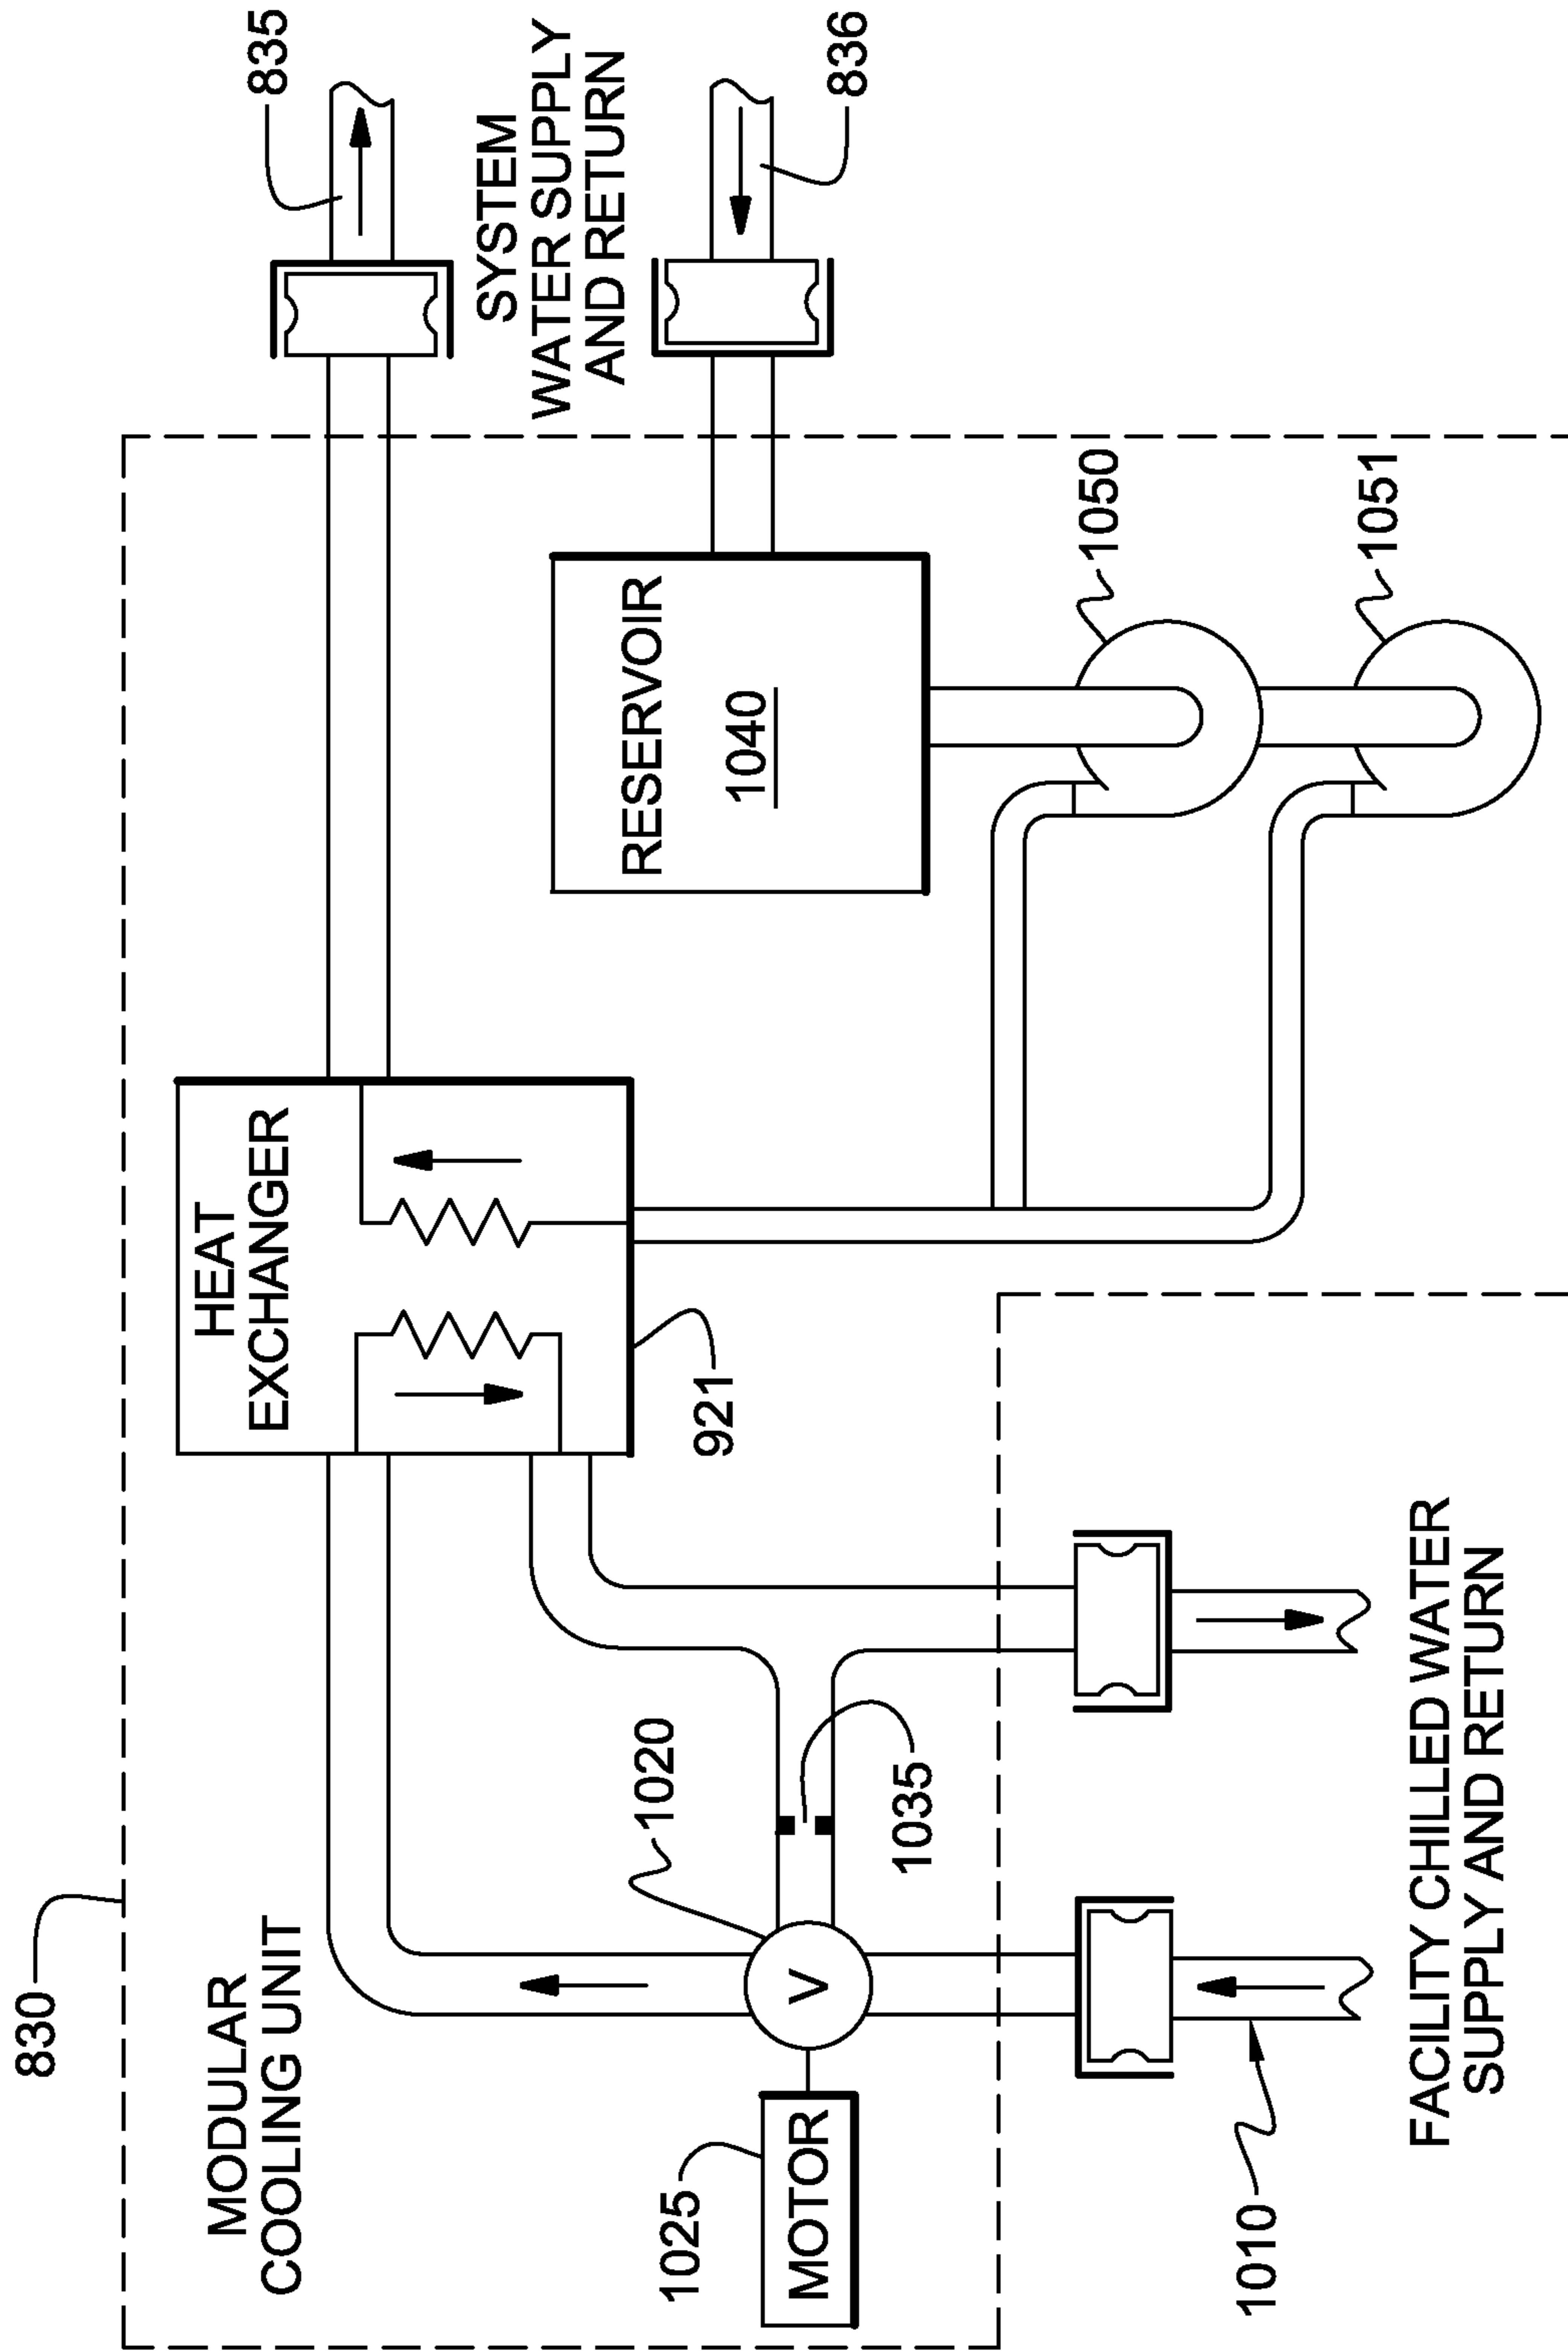 830
MODULAR
COOLING UNIT
HEAT
EXCHANGER
835
SYSTEM
WATER SUPPLY
AND RETURN
836
RESERVOIR
1040
1020
921
1025
MOTOR
V
1035
1050
1051
1010
FACILITY CHILLED WATER
SUPPLY AND RETURN